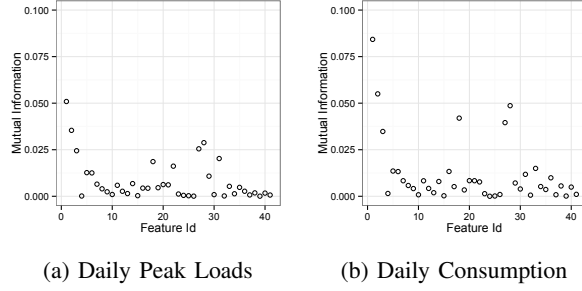 0.100
0.075
0.050
0.025
0.000
Mutual Information
0 10 20 30 40
Feature Id
(a) Daily Peak Loads
0.100
0.075
0.050
0.025
0.000
Mutual Information
0 10 20 30 40
Feature Id
(b) Daily Consumption